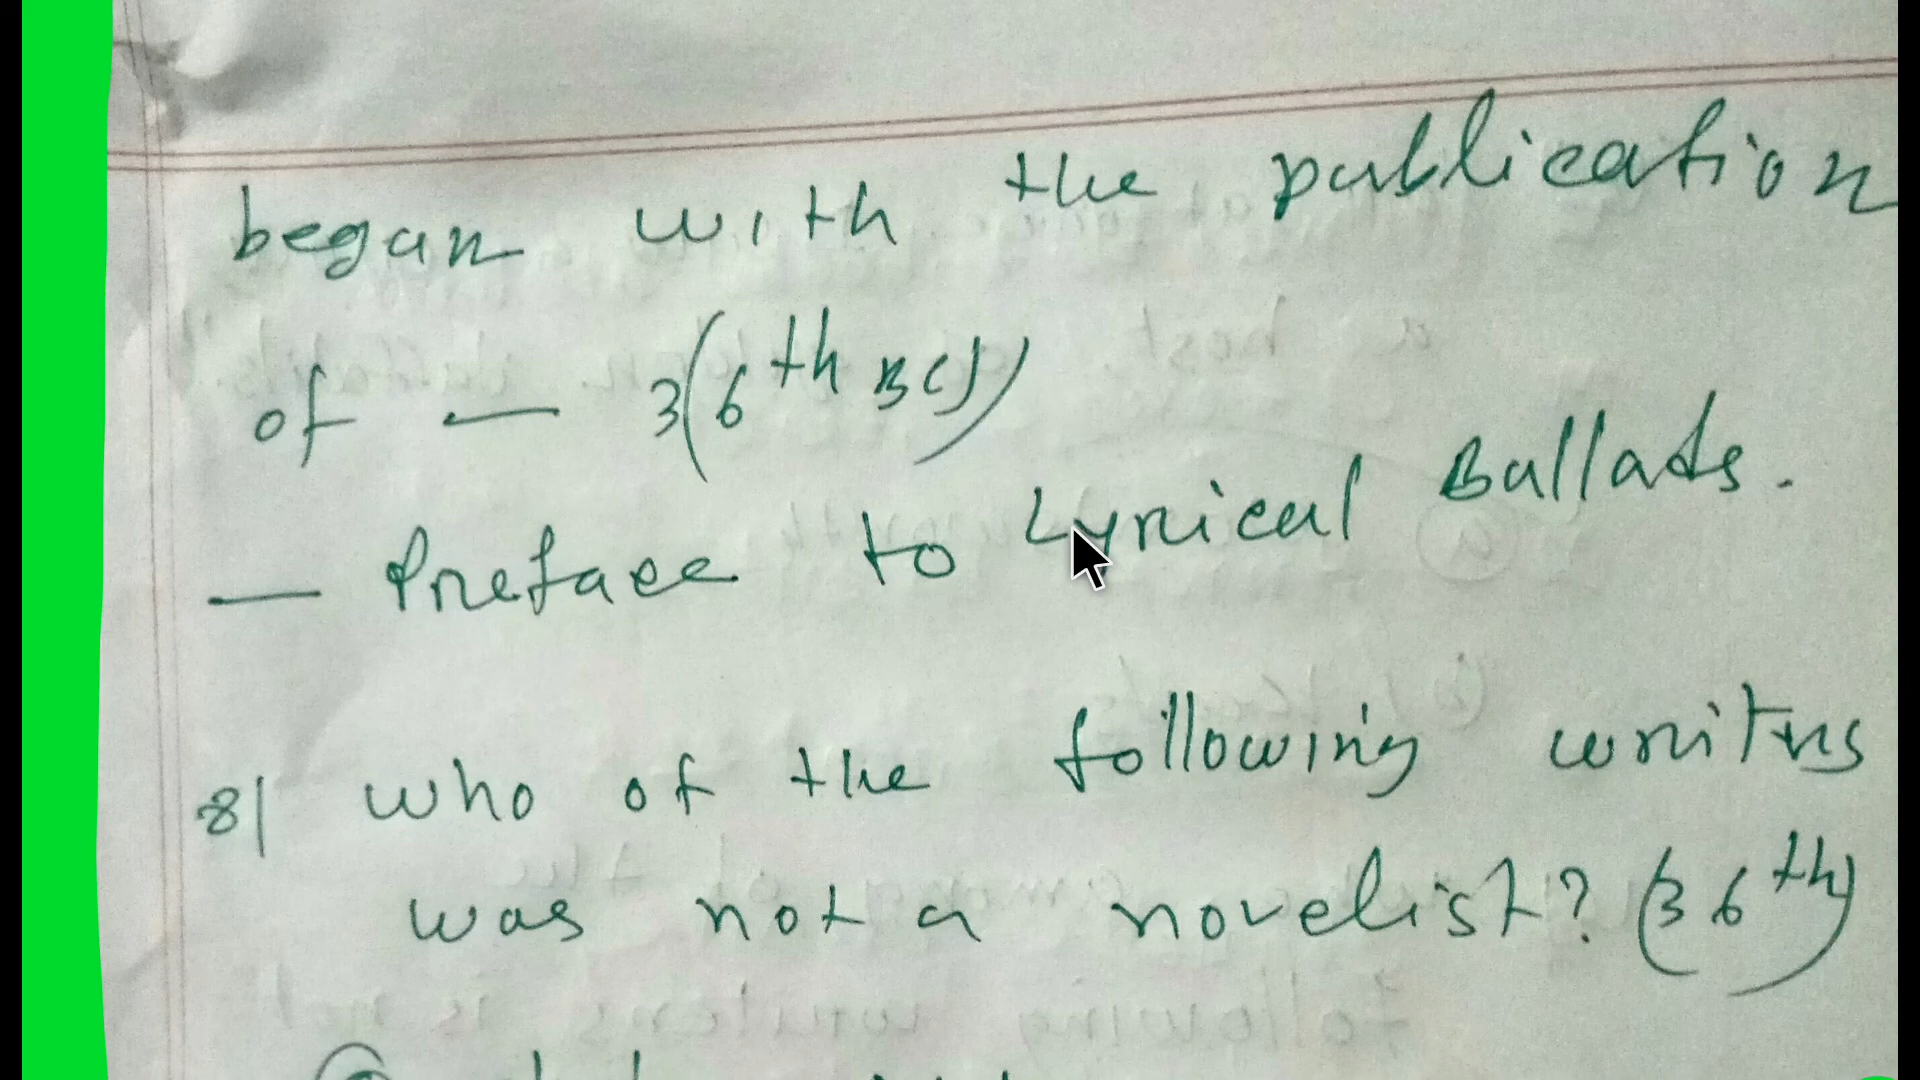 began with the publication
of — 3(6th BCS)
— Preface to Lyrical Ballads.
8| who of the following writers
was not a novelist? (36th)